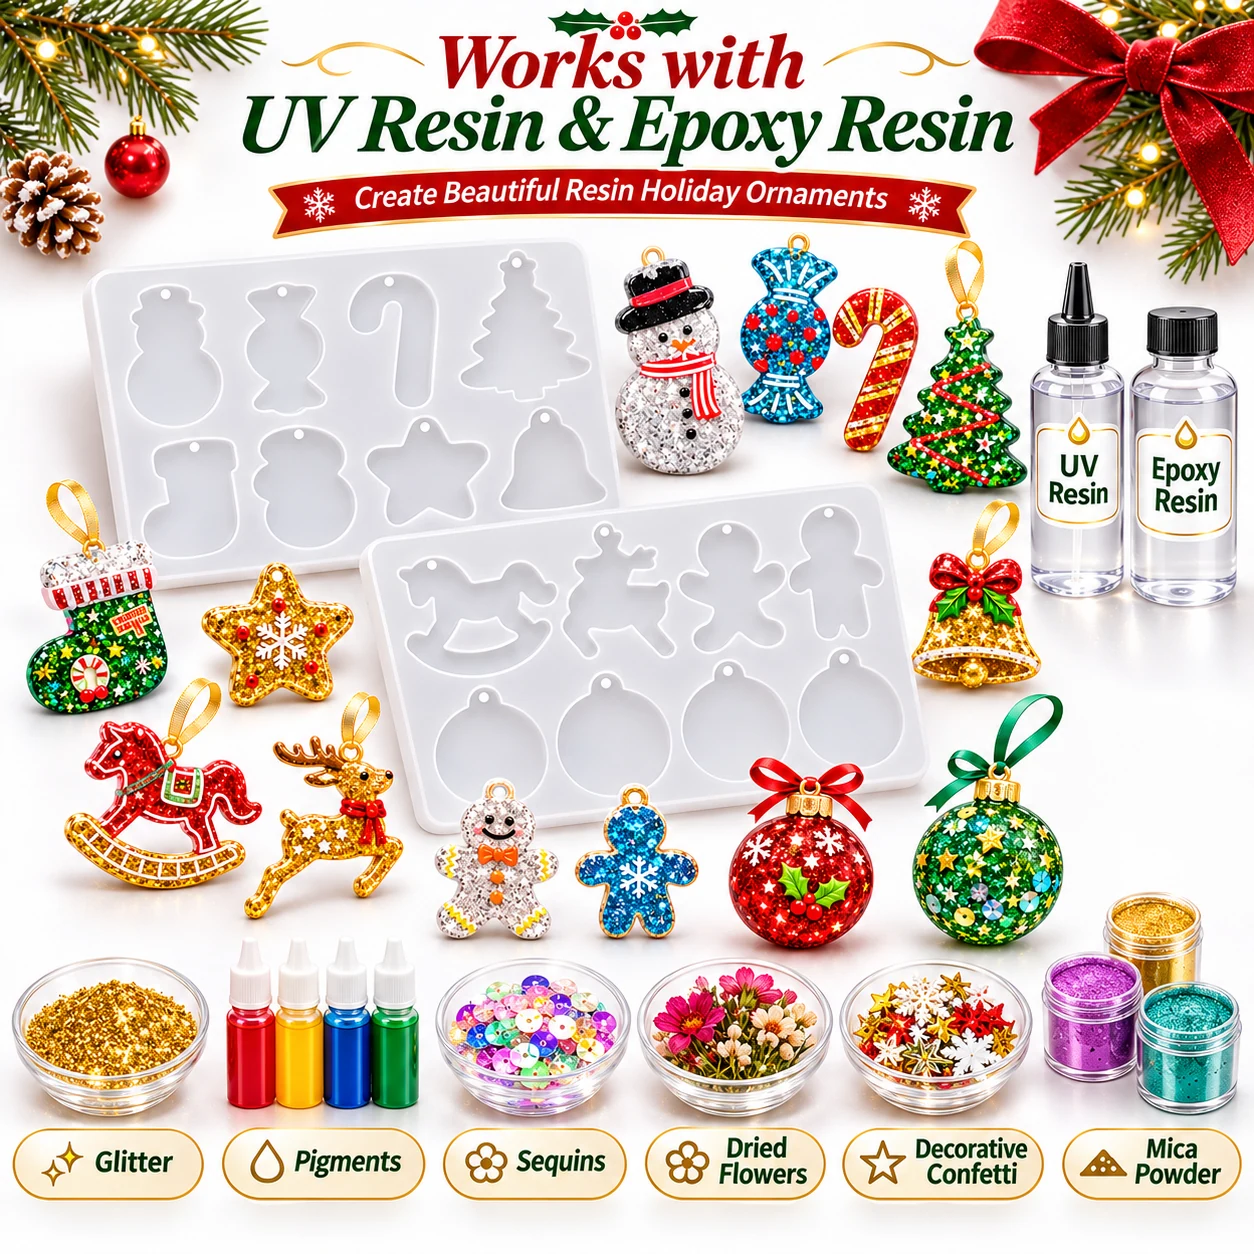 Works with
UV Resin & Epoxy Resin
Create Beautiful Resin Holiday Ornaments
UV
Resin
Epoxy
Resin
Glitter
Pigments
Sequins
Dried
Flowers
Decorative
Confetti
Mica
Powder